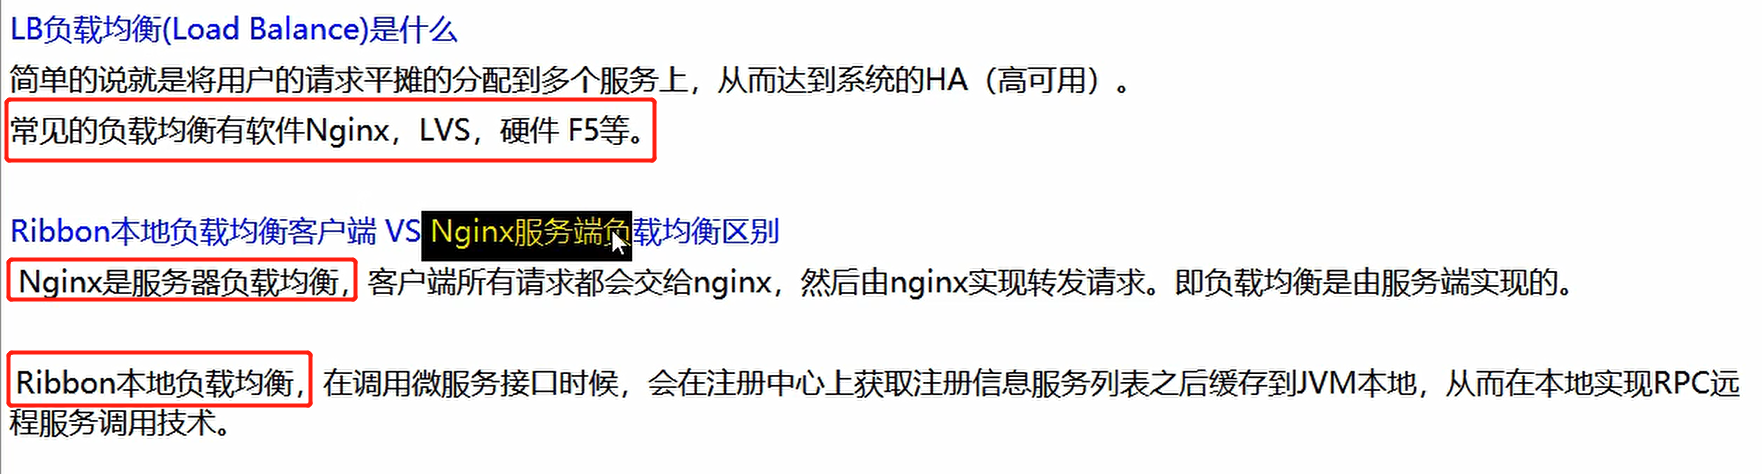 LB负载均衡(Load Balance)是什么
简单的说就是将用户的请求平摊的分配到多个服务上，从而达到系统的HA（高可用）。
常见的负载均衡有软件Nginx，LVS，硬件 F5等。
Ribbon本地负载均衡客户端 VS Nginx服务端负载均衡区别
Nginx是服务器负载均衡，客户端所有请求都会交给nginx，然后由nginx实现转发请求。即负载均衡是由服务端实现的。
Ribbon本地负载均衡，在调用微服务接口时候，会在注册中心上获取注册信息服务列表之后缓存到JVM本地，从而在本地实现RPC远
程服务调用技术。